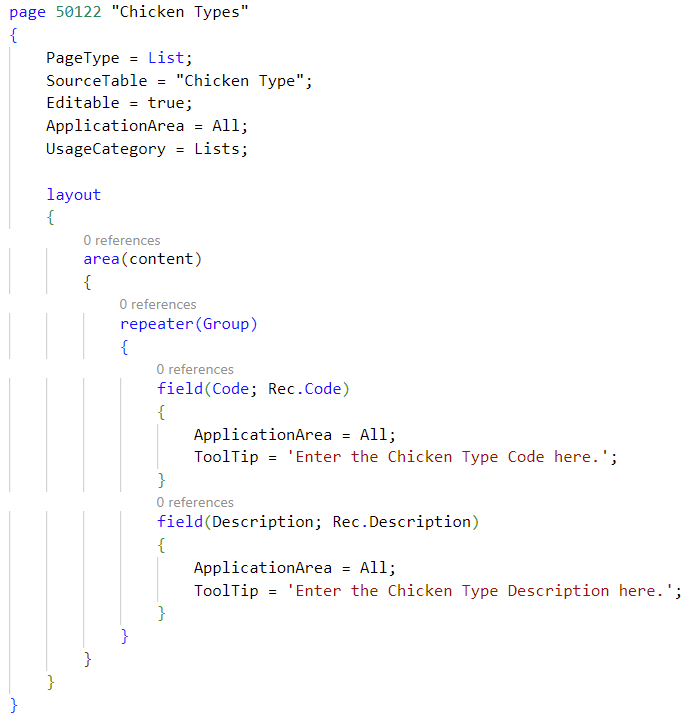 page 50122 "Chicken Types"
{
PageType = List;
SourceTable = "Chicken Type";
Editable = true;
ApplicationArea = All;
UsageCategory = Lists;
layout
{
0 references
area(content)
{
0 references
repeater(Group)
{
0 references
field(Code; Rec.Code)
{
ApplicationArea = All;
ToolTip = 'Enter the Chicken Type Code here.';
}
0 references
field(Description; Rec.Description)
{
ApplicationArea = All;
ToolTip = 'Enter the Chicken Type Description here.';
}
}
}
}
}